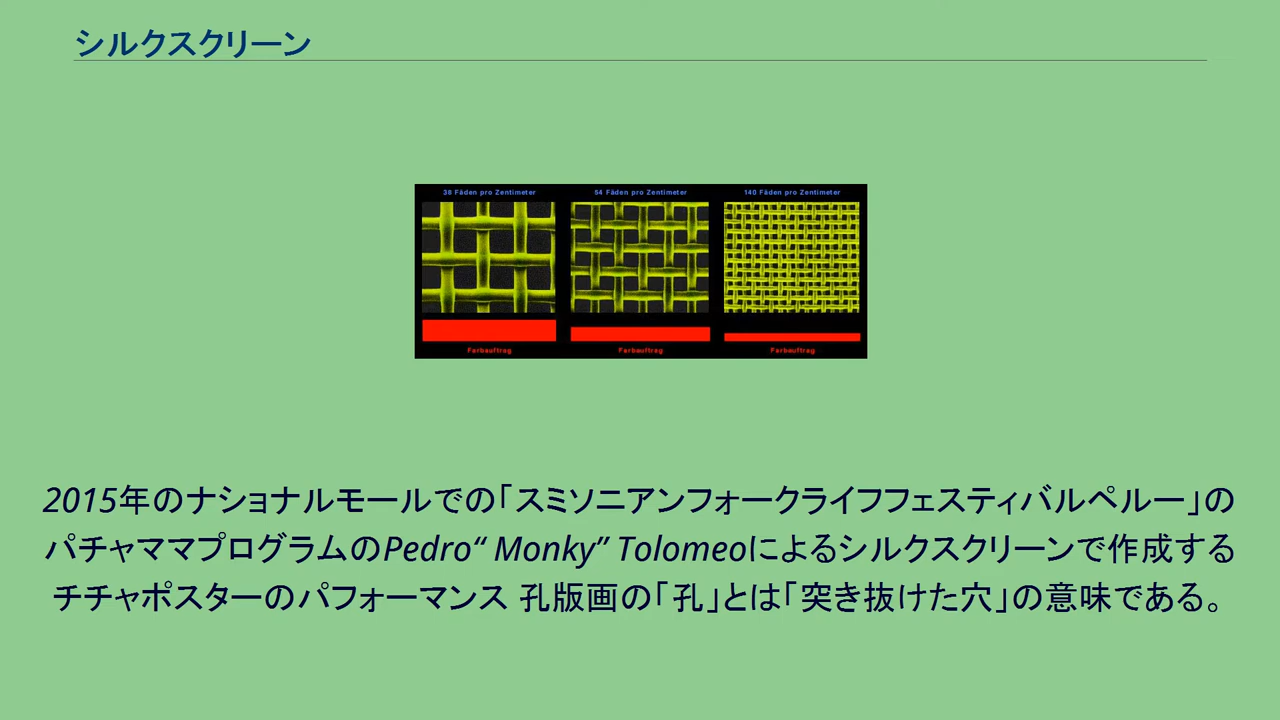 シルクスクリーン
38 Fäden pro Zentimeter
54 Fäden pro Zentimeter
140 Fäden pro Zentimeter
Farbauftrag
Farbauftrag
Farbauftrag
2015年のナショナルモールでの「スミソニアンフォークライフフェスティバルペルー」の
パチャママプログラムのPedro“ Monky” Tolomeoによるシルクスクリーンで作成する
チチャポスターのパフォーマンス 孔版画の「孔」とは「突き抜けた穴」の意味である。